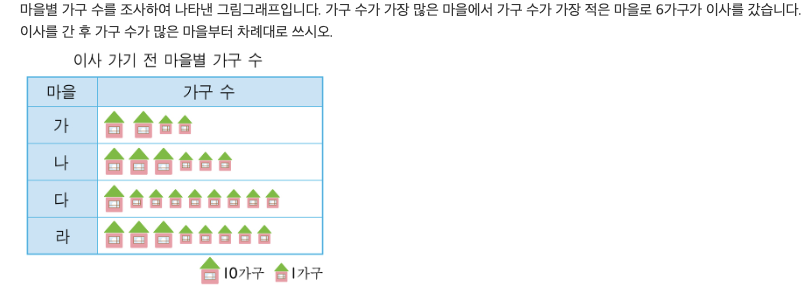 마을별 가구 수를 조사하여 나타낸 그림그래프입니다. 가구 수가 가장 많은 마을에서 가구 수가 가장 적은 마을로 6가구가 이사를 갔습니다.
이사를 간 후 가구 수가 많은 마을부터 차례대로 쓰시오.
이사 가기 전 마을별 가구 수
마을 가구 수
가
나
다
라
10가구 1가구